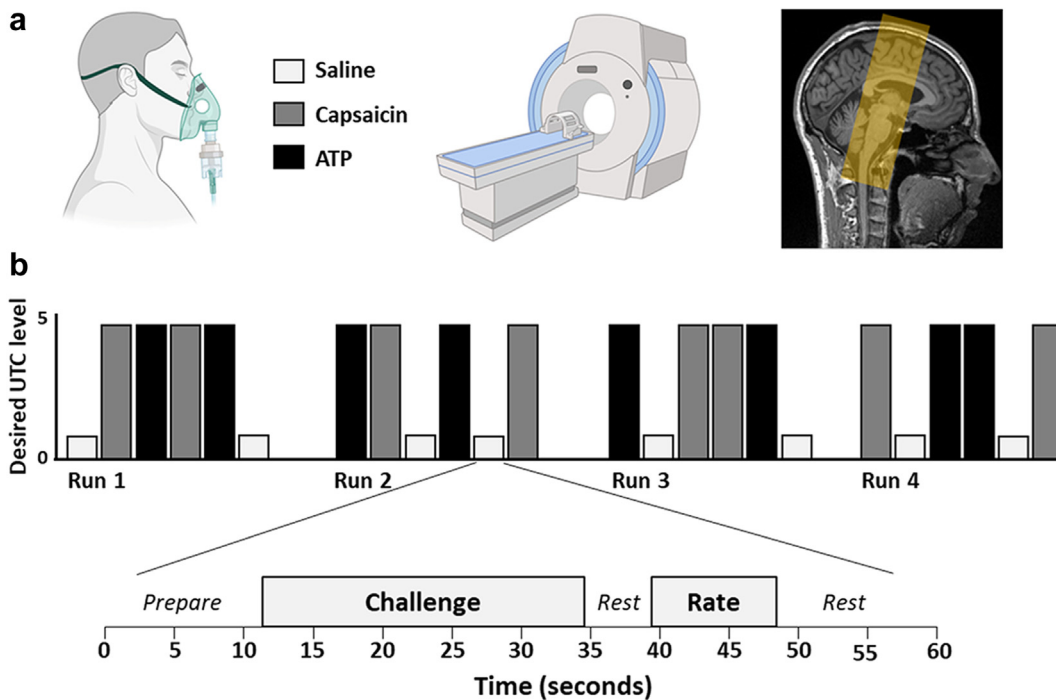 a
Saline
Capsaicin
ATP
b
Desired UTC level
5
0
Run 1 Run 2 Run 3 Run 4
Prepare Challenge Rest Rate Rest
0 5 10 15 20 25 30 35 40 45 50 55 60
Time (seconds)